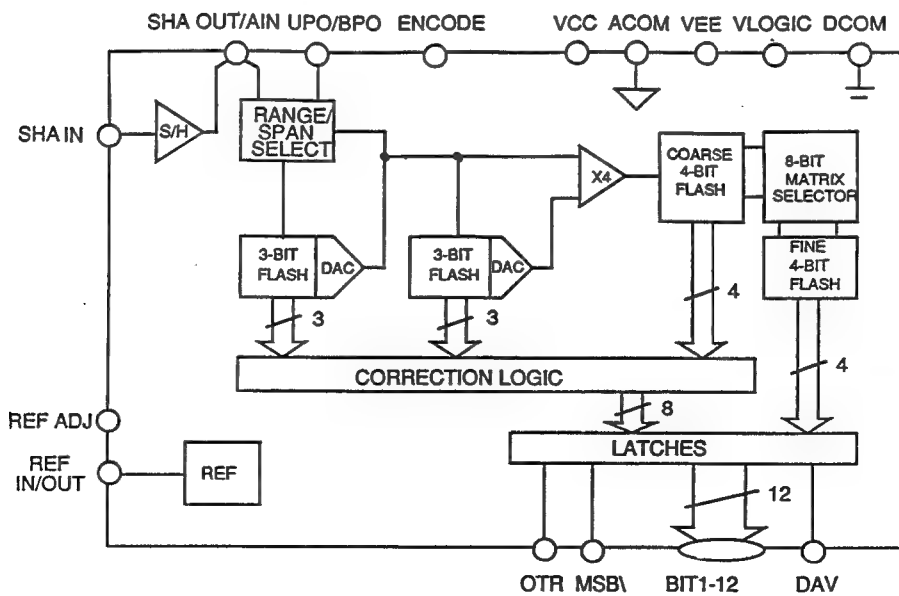 SHA OUT/AIN UPO/BPO ENCODE VCC ACOM VEE VLOGIC DCOM
SHA IN
S/H
RANGE/
SPAN
SELECT
X4
COARSE
4-BIT
FLASH
8-BIT
MATRIX
SELECTOR
3-BIT
FLASH
DAC
3-BIT
FLASH
DAC
FINE
4-BIT
FLASH
3
3
4
4
CORRECTION LOGIC
8
REF ADJ
LATCHES
REF
IN/OUT
REF
12
OTR MSB\ BIT1-12 DAV